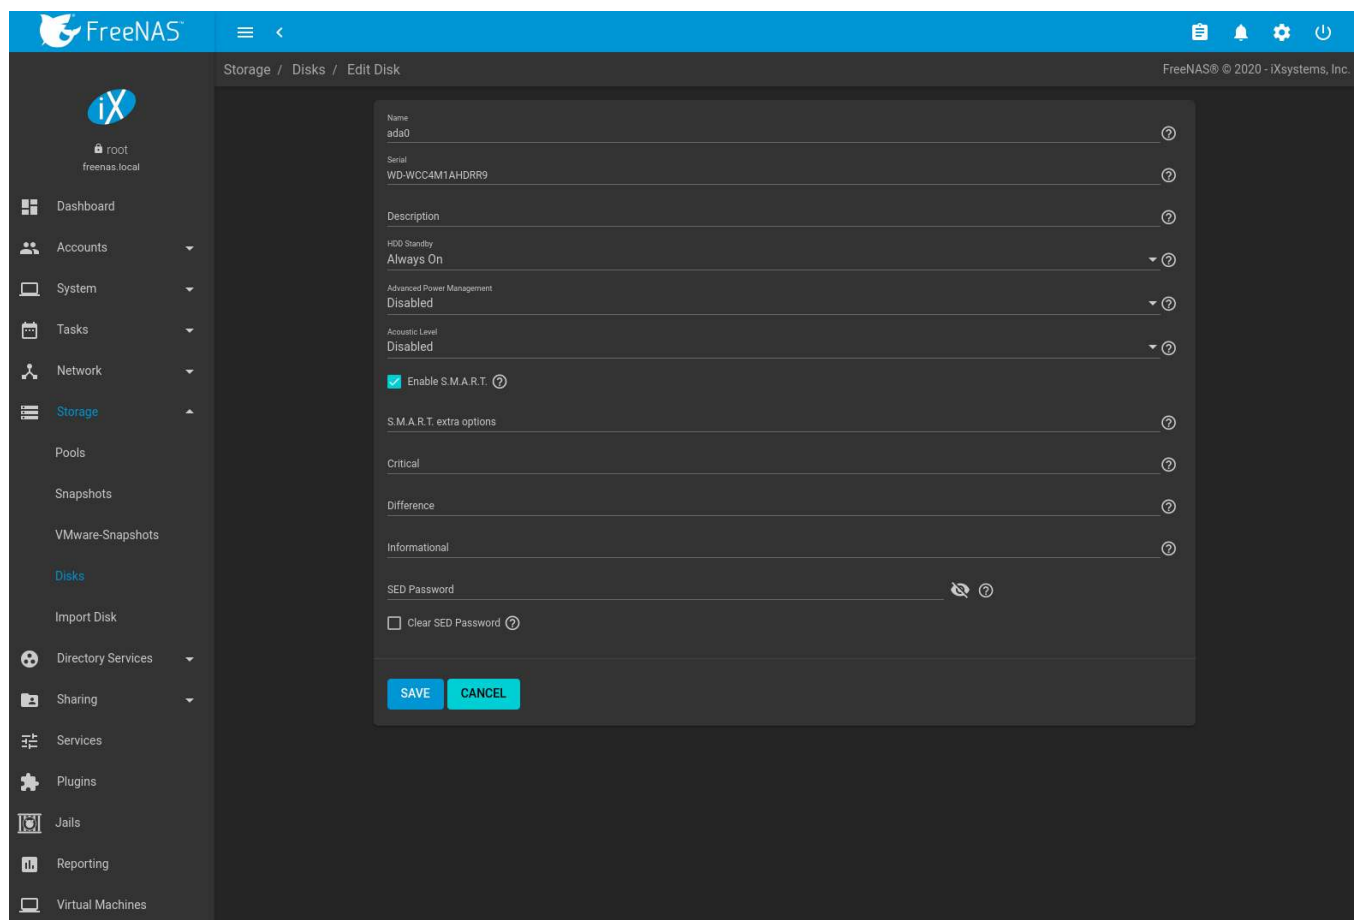 FreeNAS
iX
root
freenas.local
Dashboard
Accounts
System
Tasks
Network
Storage
Pools
Snapshots
VMware-Snapshots
Disks
Import Disk
Directory Services
Sharing
Services
Plugins
Jails
Reporting
Virtual Machines
Storage / Disks / Edit Disk
FreeNAS® © 2020 - iXsystems, Inc.
Name
ada0
Serial
WD-WCC4M1AHDRR9
Description
HDD Standby
Always On
Advanced Power Management
Disabled
Acoustic Level
Disabled
Enable S.M.A.R.T.
S.M.A.R.T. extra options
Critical
Difference
Informational
SED Password
Clear SED Password
SAVE CANCEL